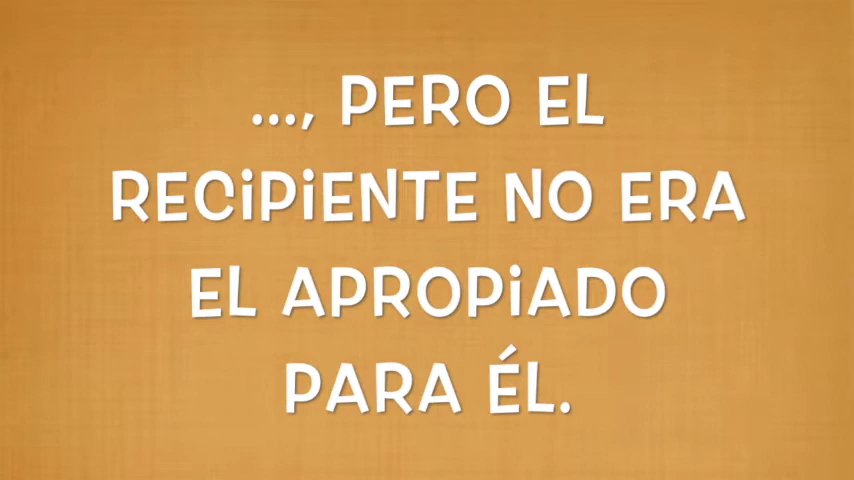 ..., PERO EL
RECIPIENTE NO ERA
EL APROPIADO
PARA ÉL.